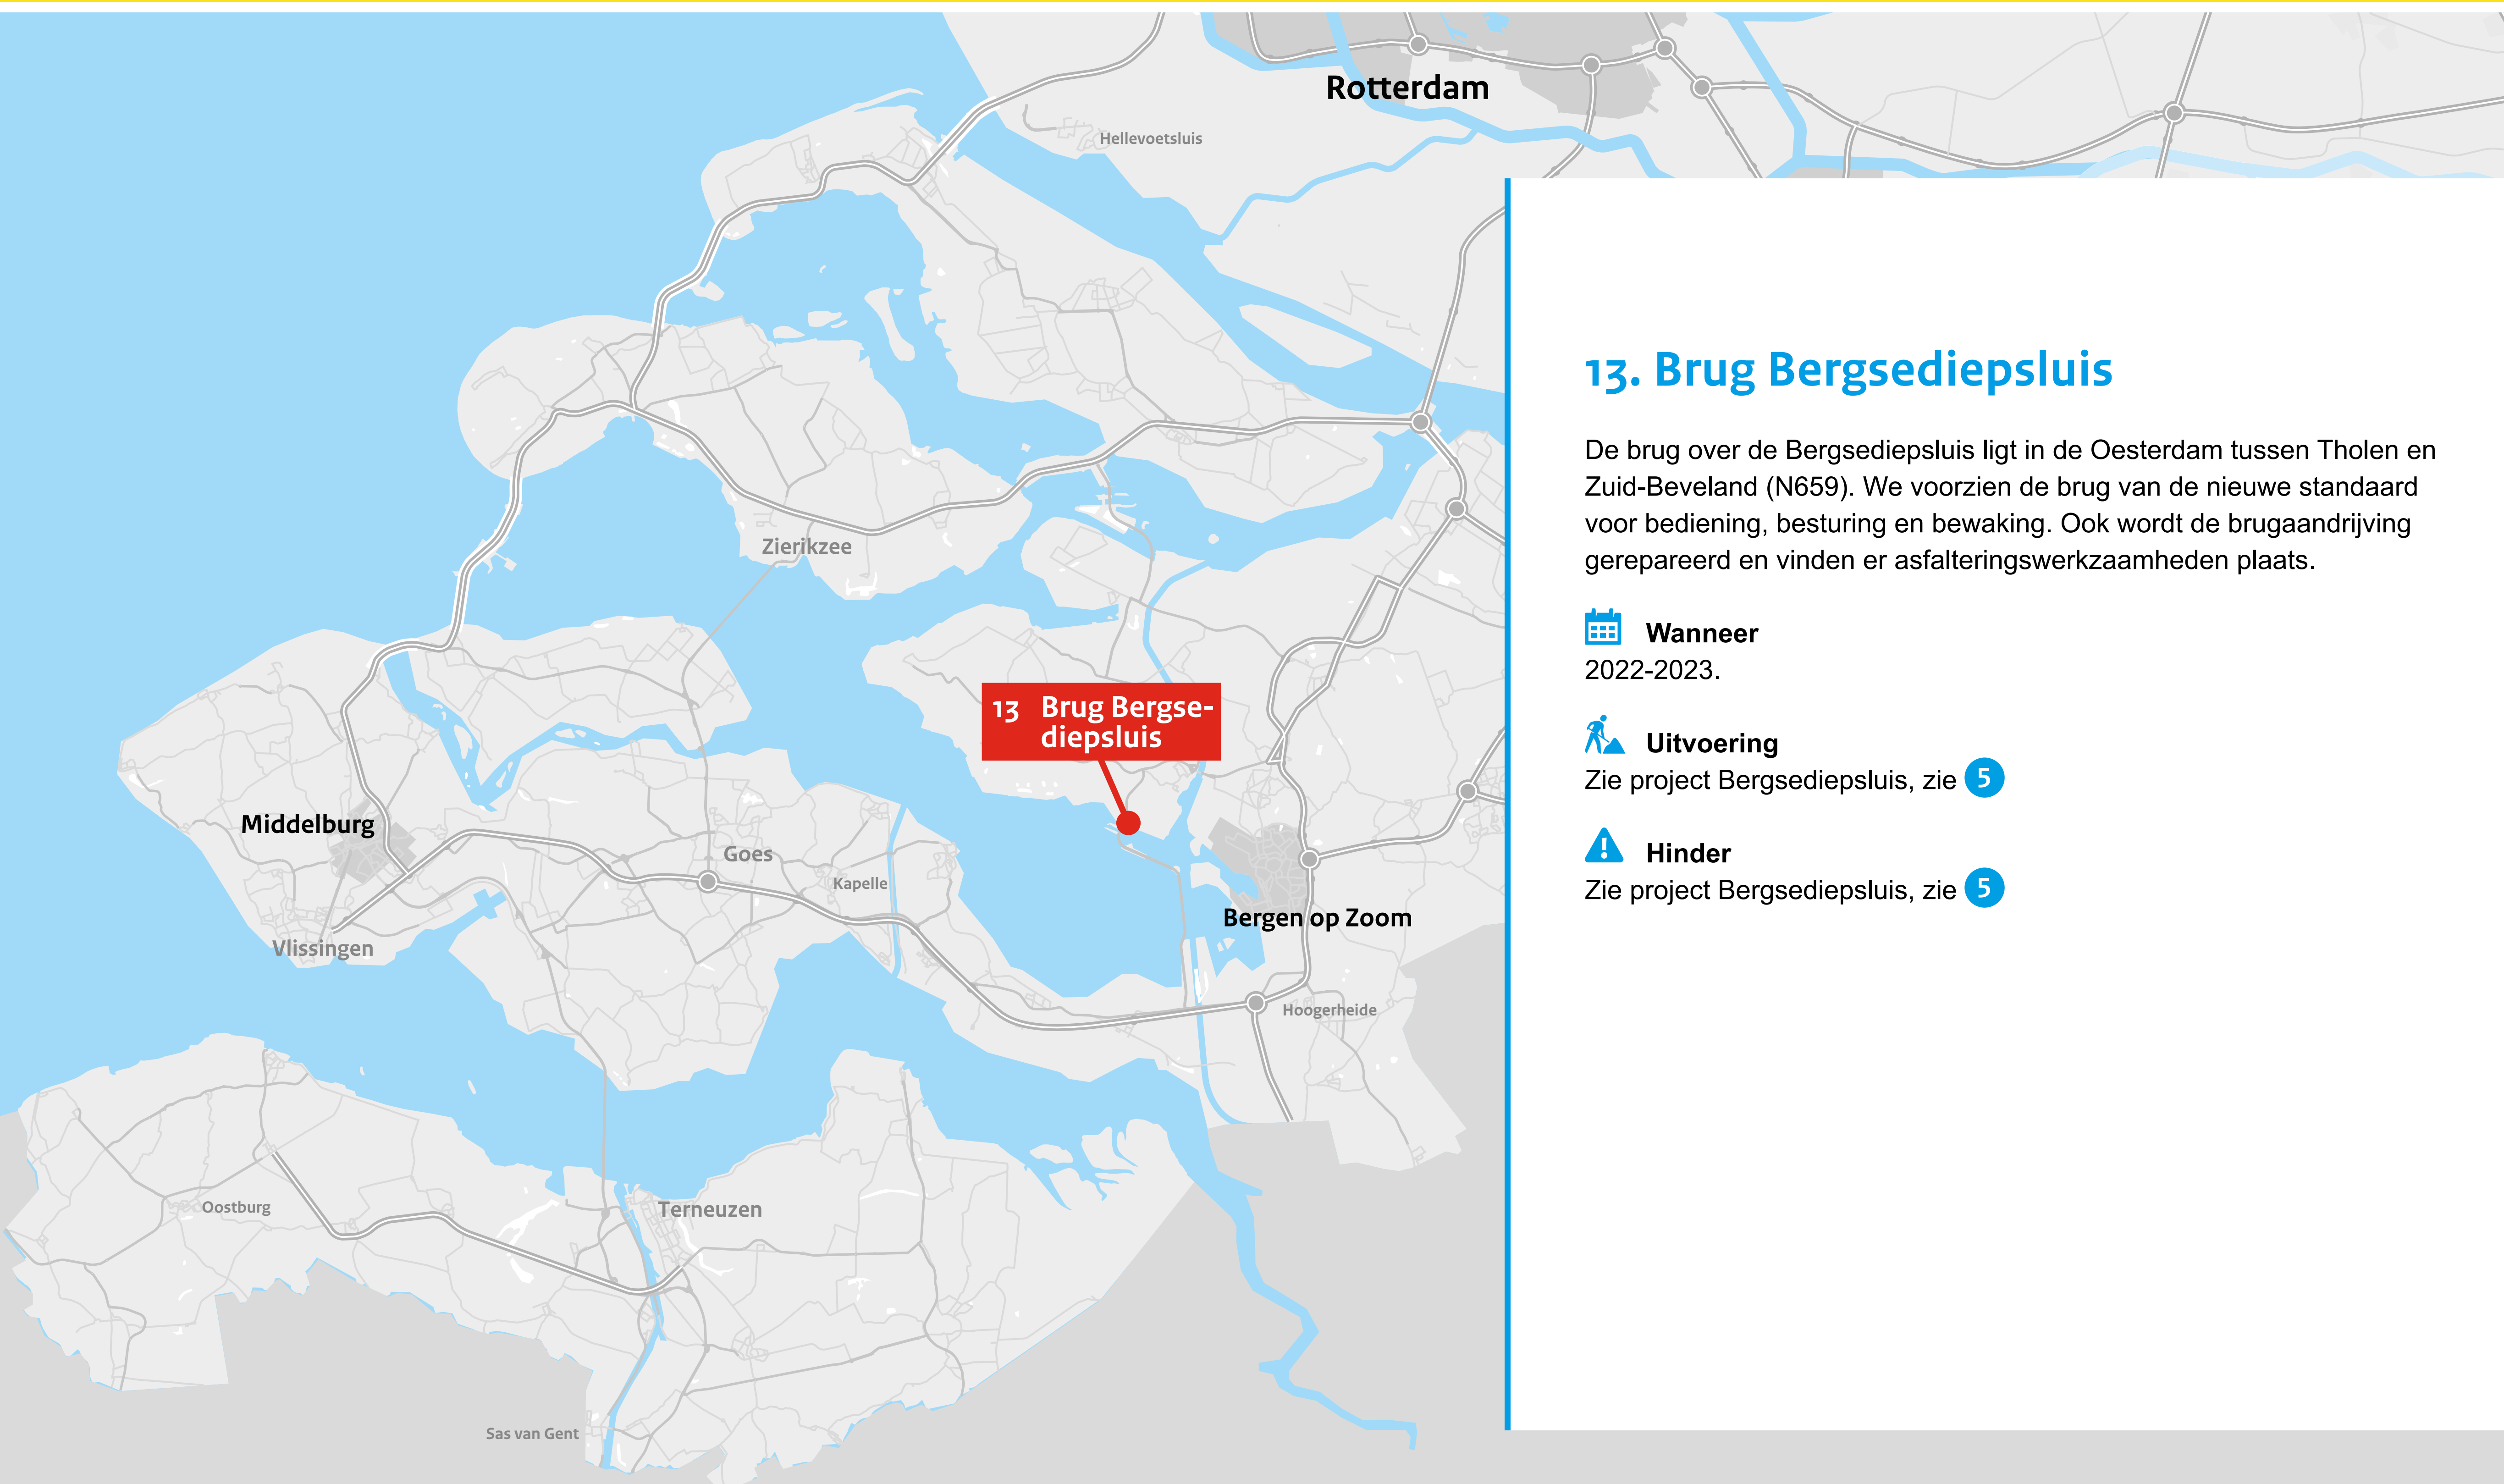 Rotterdam
Hellevoetsluis
Zierikzee
13 Brug Bergse-
diepsluis
Middelburg
Goes
Kapelle
Bergen op Zoom
Vlissingen
Hoogerheide
Oostburg
Terneuzen
Sas van Gent
13. Brug Bergsediepsluis
De brug over de Bergsediepsluis ligt in de Oesterdam tussen Tholen en
Zuid-Beveland (N659). We voorzien de brug van de nieuwe standaard
voor bediening, besturing en bewaking. Ook wordt de brugaandrijving
gerepareerd en vinden er asfalteringswerkzaamheden plaats.
Wanneer
2022-2023.
Uitvoering
Zie project Bergsediepsluis, zie 5
Hinder
Zie project Bergsediepsluis, zie 5